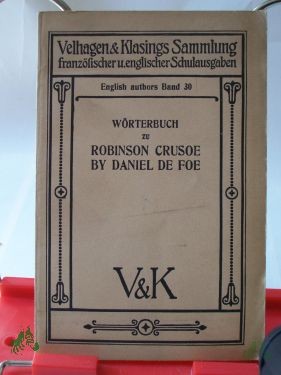 Velhagen & Klasings Sammlung
französischer u. englischer Schulausgaben
English authors Band 30
WÖRTERBUCH
zu
ROBINSON CRUSOE
BY DANIEL DE FOE
V&K